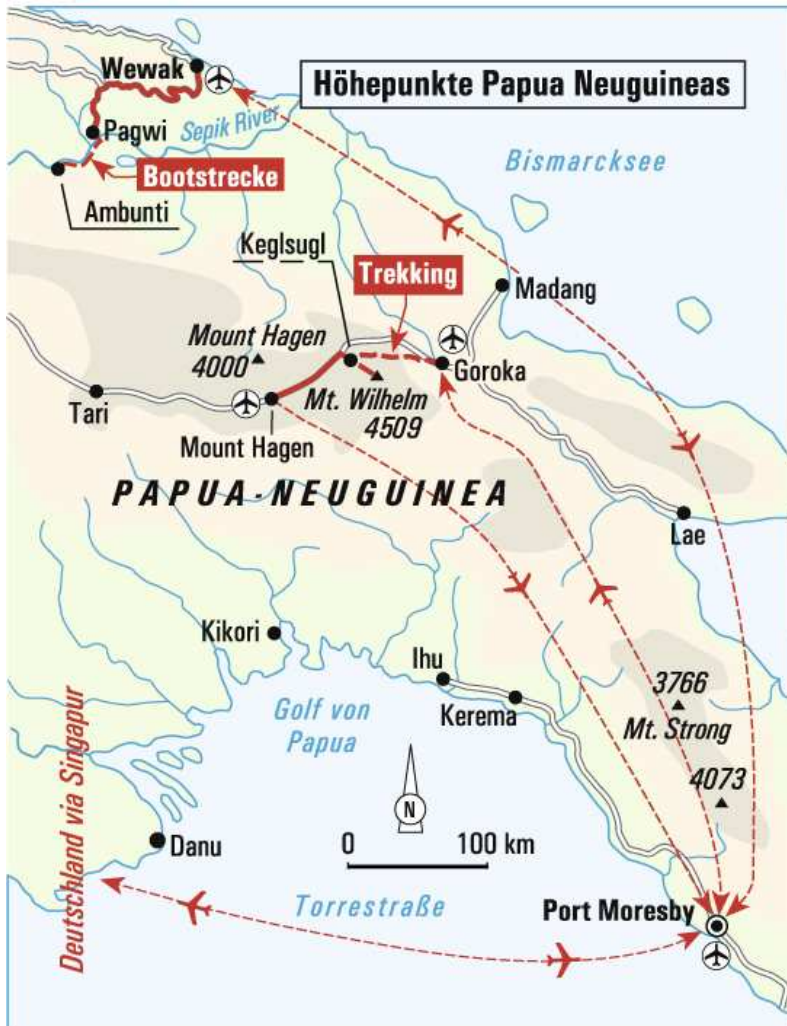 Höhepunkte Papua Neuguineas
Wewak
Pagwi
Sepik River
Bootstrecke
Ambunti
Bismarcksee
Keglsugl
Trekking
Madang
Mount Hagen
4000
Goroka
Tari
Mt. Wilhelm
4509
Mount Hagen
PAPUA-NEUGUINEA
Lae
Kikori
Ihu
Kerema
3766
Mt. Strong
4073
Golf von
Papua
N
0 100 km
Danu
Deutschland via Singapur
Torrestraße
Port Moresby